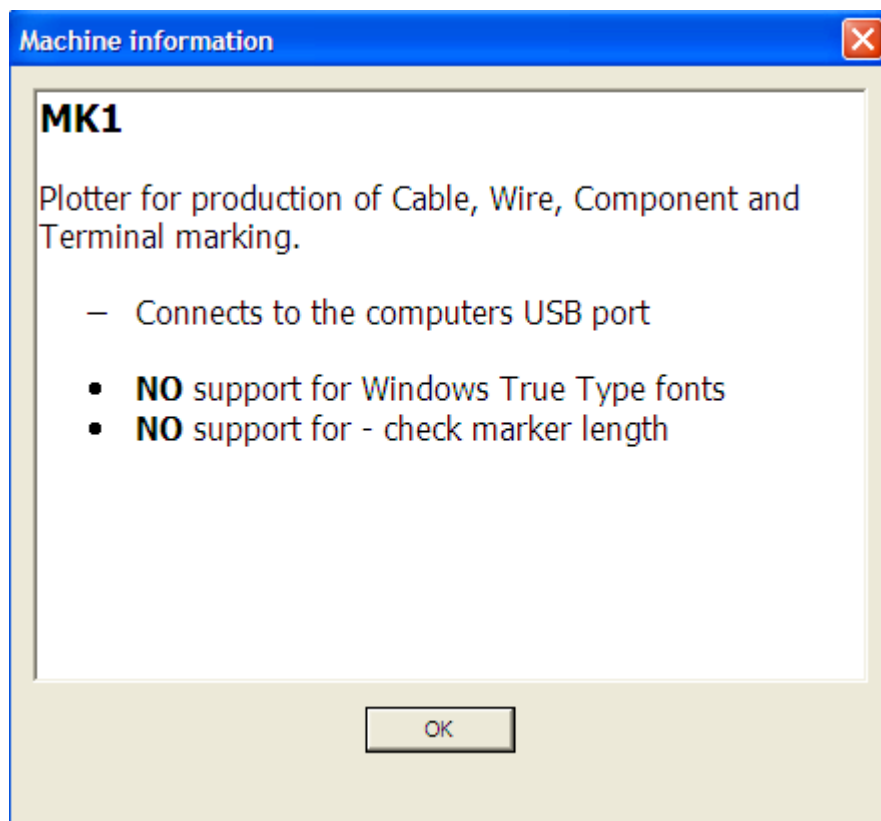 Machine information
MK1
Plotter for production of Cable, Wire, Component and
Terminal marking.
– Connects to the computers USB port
• NO support for Windows True Type fonts
• NO support for - check marker length
OK